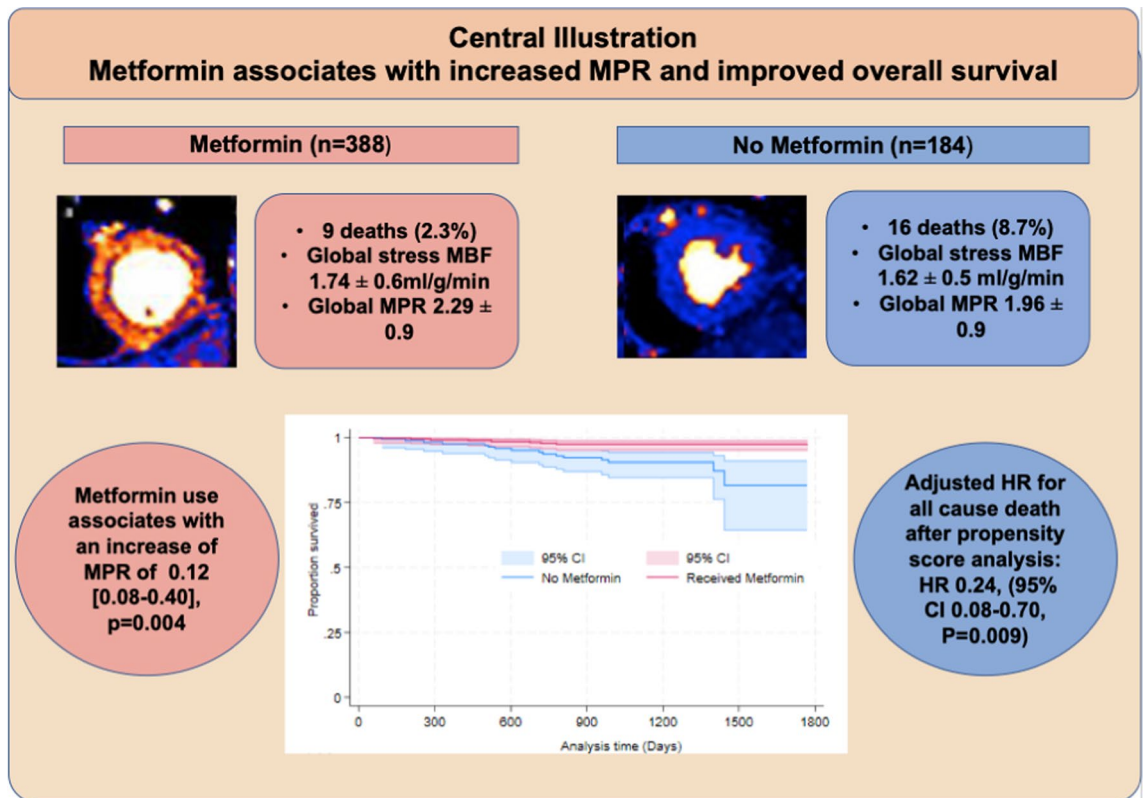 Central Illustration
Metformin associates with increased MPR and improved overall survival
Metformin (n=388)
No Metformin (n=184)
• 9 deaths (2.3%)
• Global stress MBF
1.74 ± 0.6ml/g/min
• Global MPR 2.29 ±
0.9
• 16 deaths (8.7%)
• Global stress MBF
1.62 ± 0.5 ml/g/min
• Global MPR 1.96 ±
0.9
Metformin use
associates with
an increase of
MPR of 0.12
[0.08-0.40],
p=0.004
Proportion survived
1
.75
.5
.25
0
95% CI
95% CI
No Metformin
Received Metformin
0
300
600
900
1200
1500
1800
Analysis time (Days)
Adjusted HR for
all cause death
after propensity
score analysis:
HR 0.24, (95%
CI 0.08-0.70,
P=0.009)